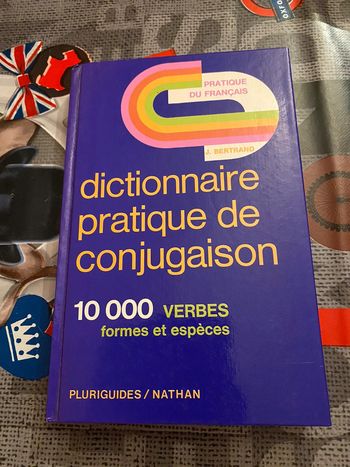 PRATIQUE
DU FRANÇAIS
J. BERTRAND
dictionnaire
pratique de
conjugaison
10 000 VERBES
formes et espèces
PLURIGUIDES / NATHAN